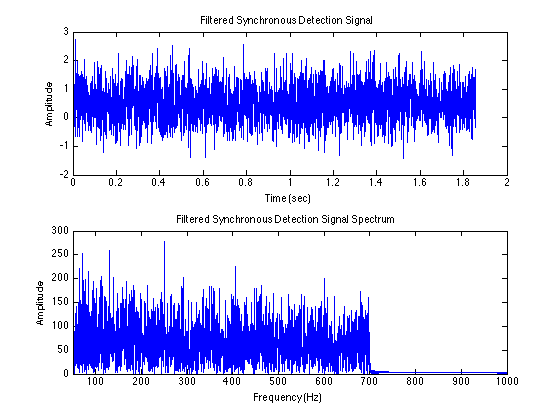 Filtered Synchronous Detection Signal
3
2
1
0
-1
-2
Amplitude
0 0.2 0.4 0.6 0.8 1 1.2 1.4 1.6 1.8 2
Time (sec)
Filtered Synchronous Detection Signal Spectrum
300
250
200
150
100
50
0
Amplitude
100 200 300 400 500 600 700 800 900 1000
Frequency (Hz)